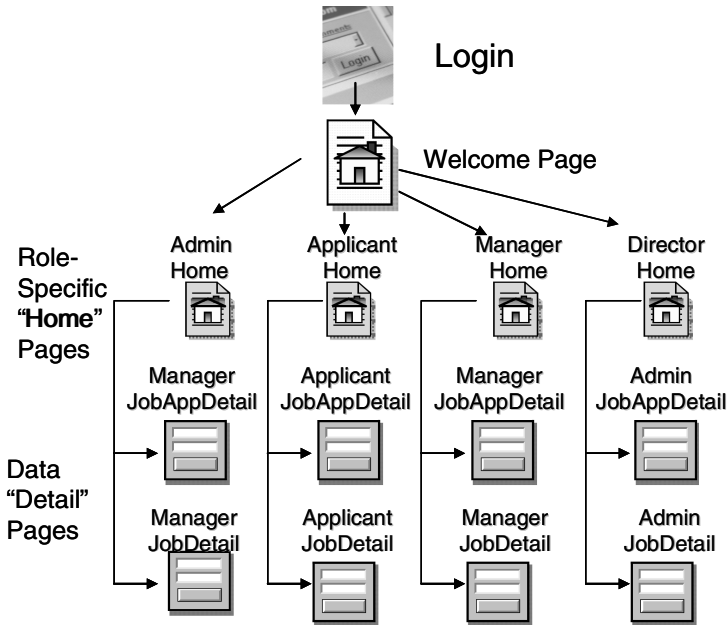 Login
Login
Welcome Page
Role-
Specific
“Home”
Pages
Admin
Home
Applicant
Home
Manager
Home
Director
Home
Manager
JobAppDetail
Applicant
JobAppDetail
Manager
JobAppDetail
Admin
JobAppDetail
Data
“Detail”
Pages
Manager
JobDetail
Applicant
JobDetail
Manager
JobDetail
Admin
JobDetail